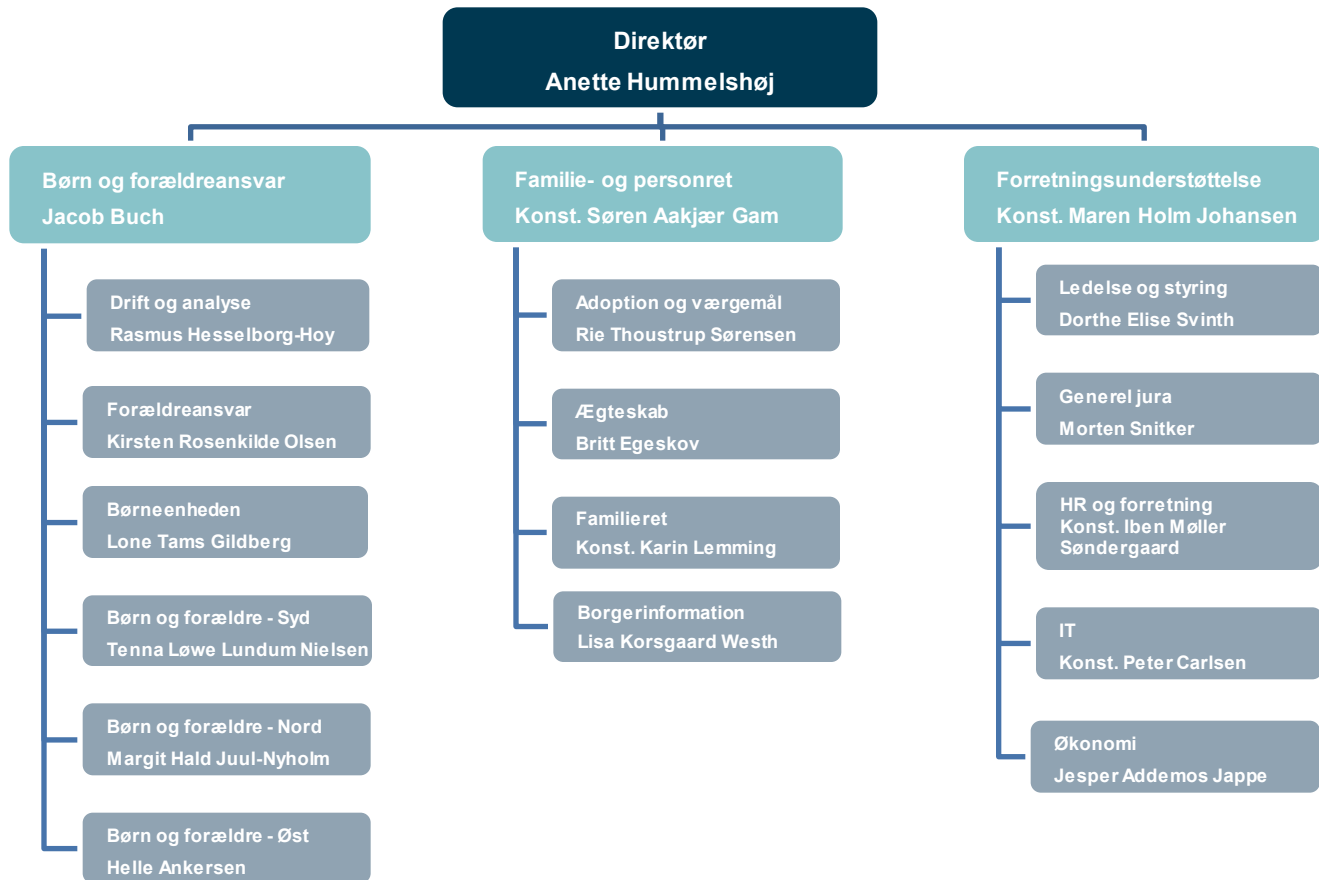 Direktør
Anette Hummelshøj
Børn og forældreansvar
Jacob Buch
Drift og analyse
Rasmus Hesselborg-Hoy
Forældreansvar
Kirsten Rosenkilde Olsen
Børneenheden
Lone Tams Gildberg
Børn og forældre - Syd
Tenna Løwe Lundum Nielsen
Børn og forældre - Nord
Margit Hald Juul-Nyholm
Børn og forældre - Øst
Helle Ankersen
Familie- og personret
Konst. Søren Aakjær Gam
Adoption og værgemål
Rie Thoustrup Sørensen
Ægteskab
Britt Egeskov
Familieret
Konst. Karin Lemming
Borgerinformation
Lisa Korsgaard Westh
Forretningsunderstøttelse
Konst. Maren Holm Johansen
Ledelse og styring
Dorthe Elise Svinth
Generel jura
Morten Snitker
HR og forretning
Konst. Iben Møller
Søndergaard
IT
Konst. Peter Carlsen
Økonomi
Jesper Addemos Jappe